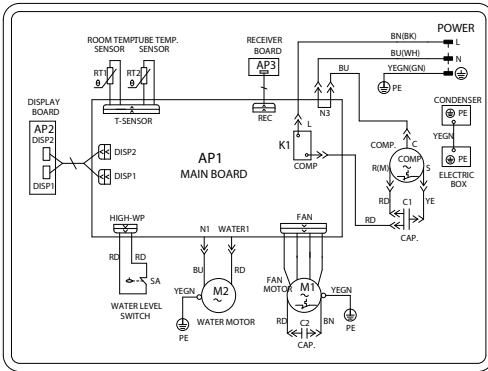 POWER
ROOM TEMP. TUBE TEMP.
SENSOR SENSOR
RECEIVER
BOARD
BN(BK)
L
BU(WH)
N
YEGN(GN)
PE
BU
RT1
θ
RT2
θ
AP3
DISPLAY
BOARD
AP2
DISP2
DISP1
T-SENSOR
REC
L
N3
CONDENSER
PE
YEGN
PE
ELECTRIC
BOX
DISP2
DISP1
AP1
MAIN BOARD
K1
COMP
COMP.
C
COMP
R(M)
S
RD
YE
C1
RD
CAP.
HIGH-WP
N1
WATER1
FAN
RD
RD
SA
WATER LEVEL
SWITCH
BU
RD
YEGN
M2
WATER MOTOR
PE
FAN
MOTOR
M1
YEGN
PE
RD
C2
BN
CAP.